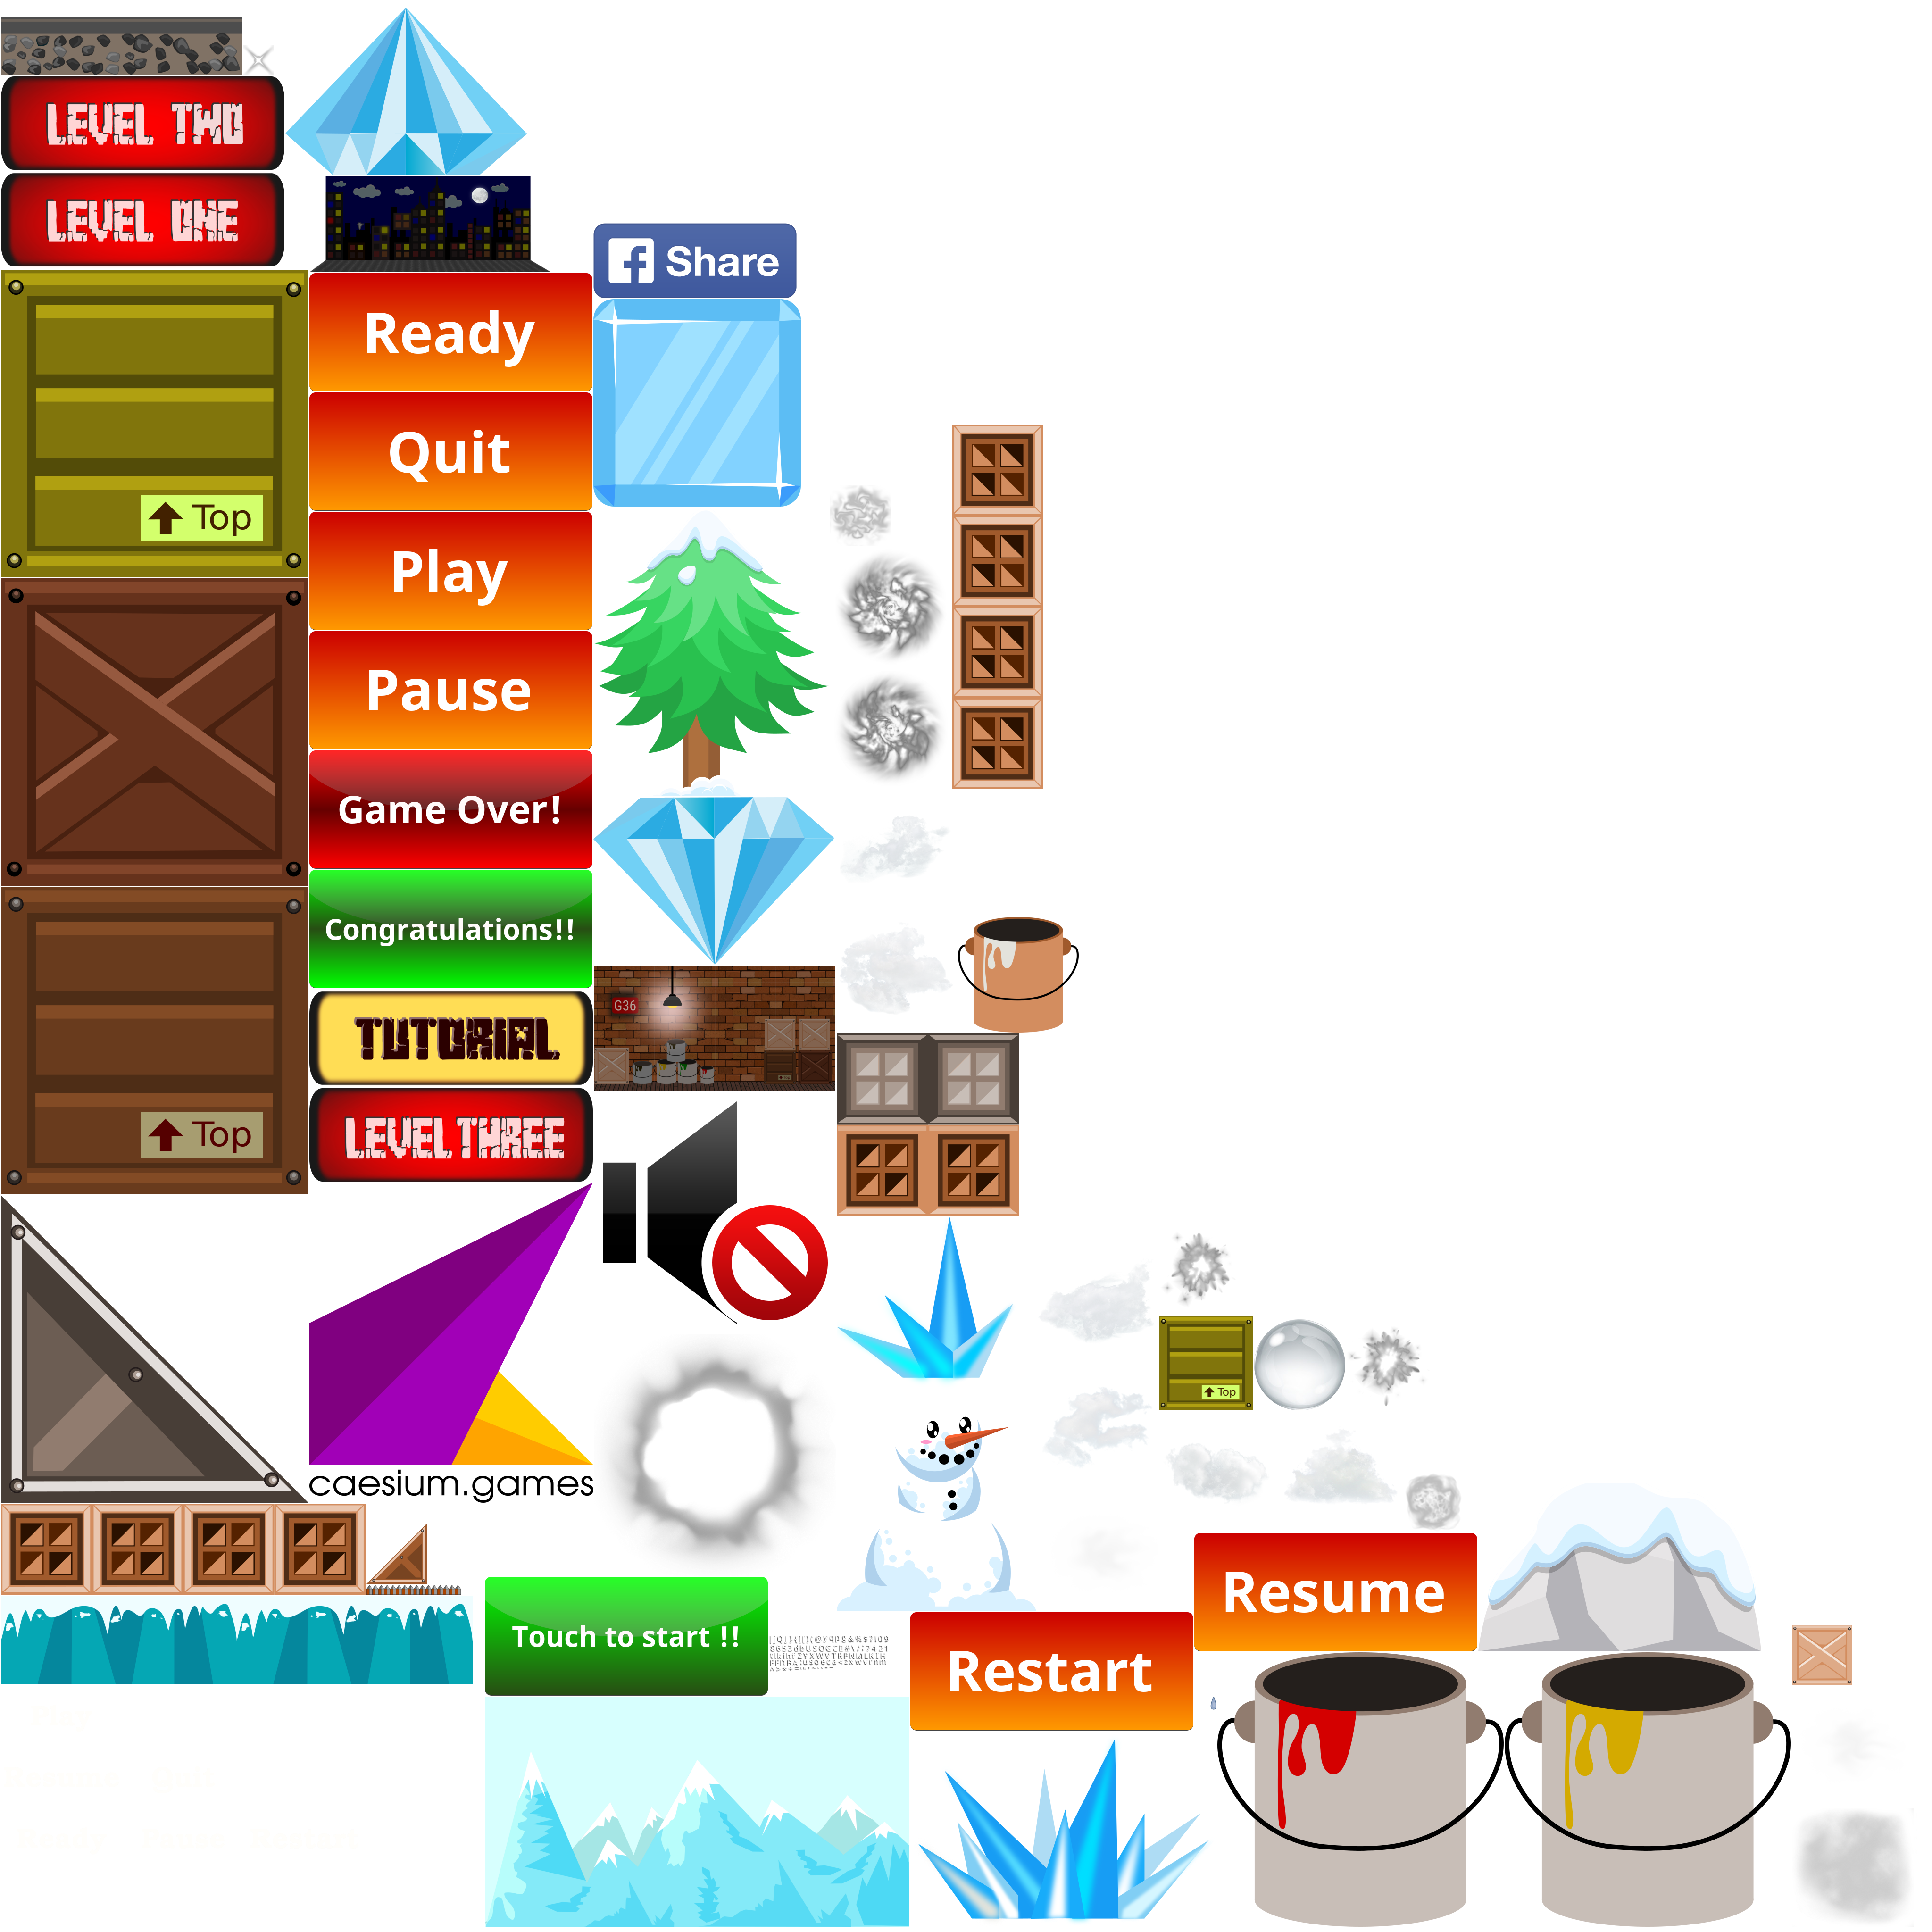 LEVEL TWO
LEVEL ONE
Share
Ready
Quit
Top
Play
Pause
Game Over!
Congratulations!!
G36
TUTORIAL
LEVEL THREE
Top
Top
caesium.games
Resume
Touch to start !!
Restart